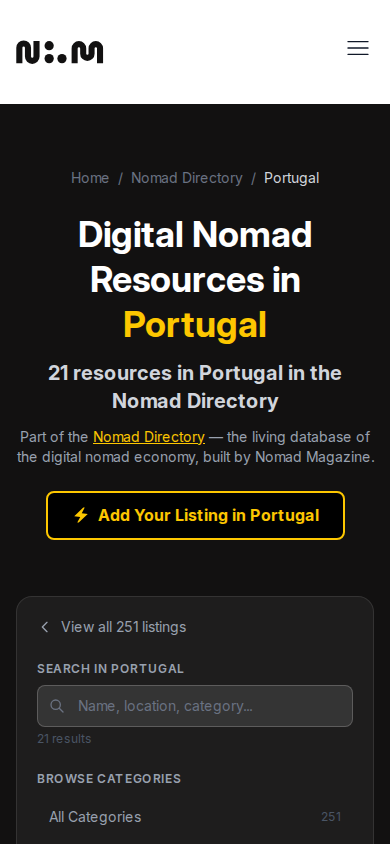 N:.M
Home / Nomad Directory / Portugal
Digital Nomad
Resources in
Portugal
21 resources in Portugal in the
Nomad Directory
Part of the Nomad Directory — the living database of
the digital nomad economy, built by Nomad Magazine.
⚡ Add Your Listing in Portugal
View all 251 listings
SEARCH IN PORTUGAL
Name, location, category...
21 results
BROWSE CATEGORIES
All Categories 251